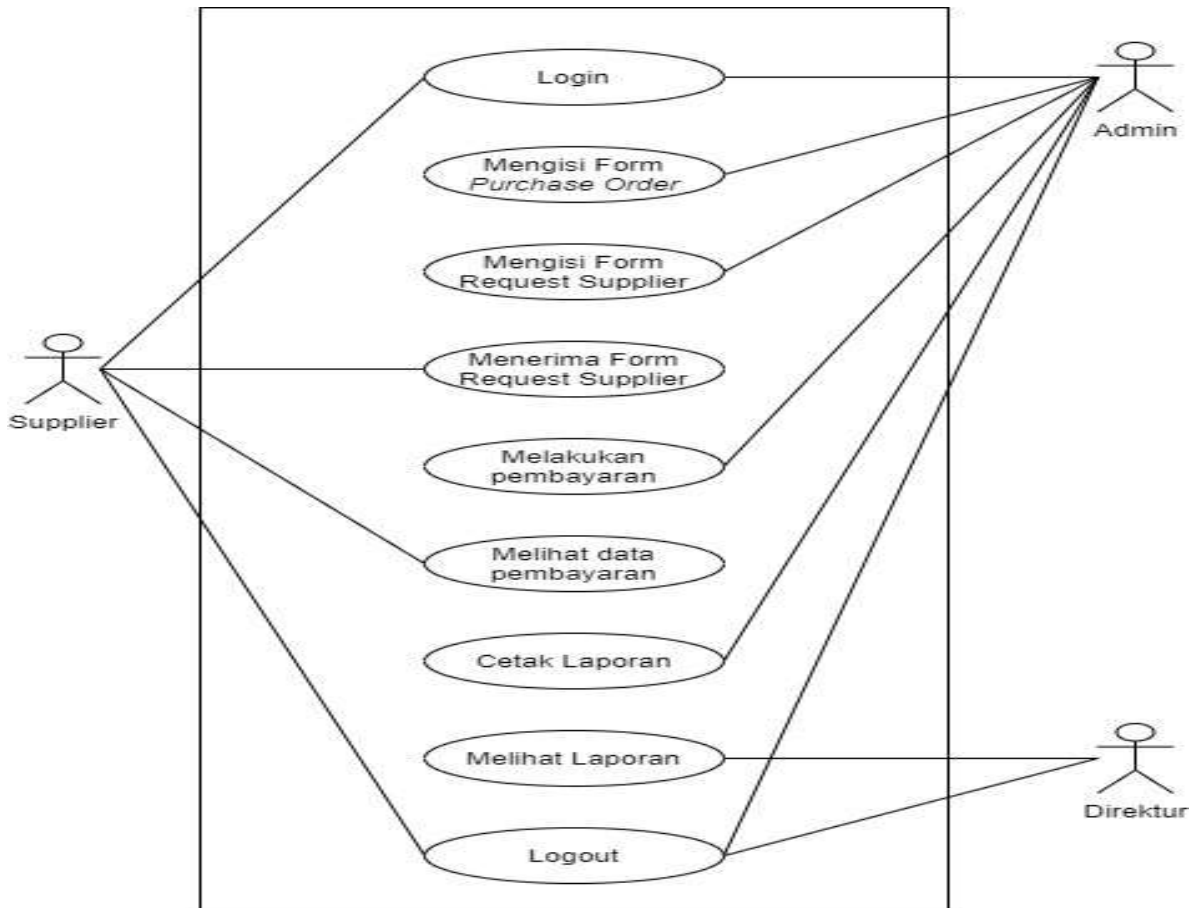 Login
Admin
Mengisi Form
Purchase Order
Mengisi Form
Request Supplier
Menerima Form
Request Supplier
Supplier
Melakukan
pembayaran
Melihat data
pembayaran
Cetak Laporan
Melihat Laporan
Direktur
Logout